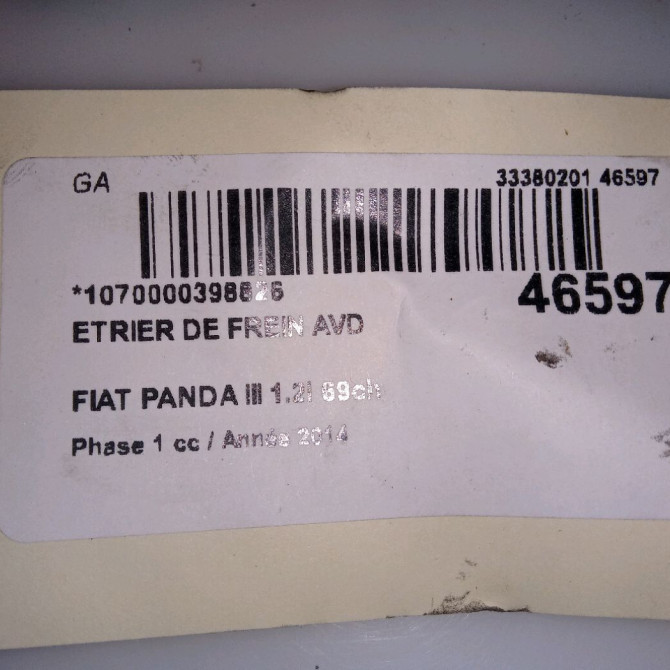 GA
33380201 46597
*1070000398826
46597
ETRIER DE FREIN AVD
FIAT PANDA III 1.2i 69ch
Phase 1 cc / Année 2014